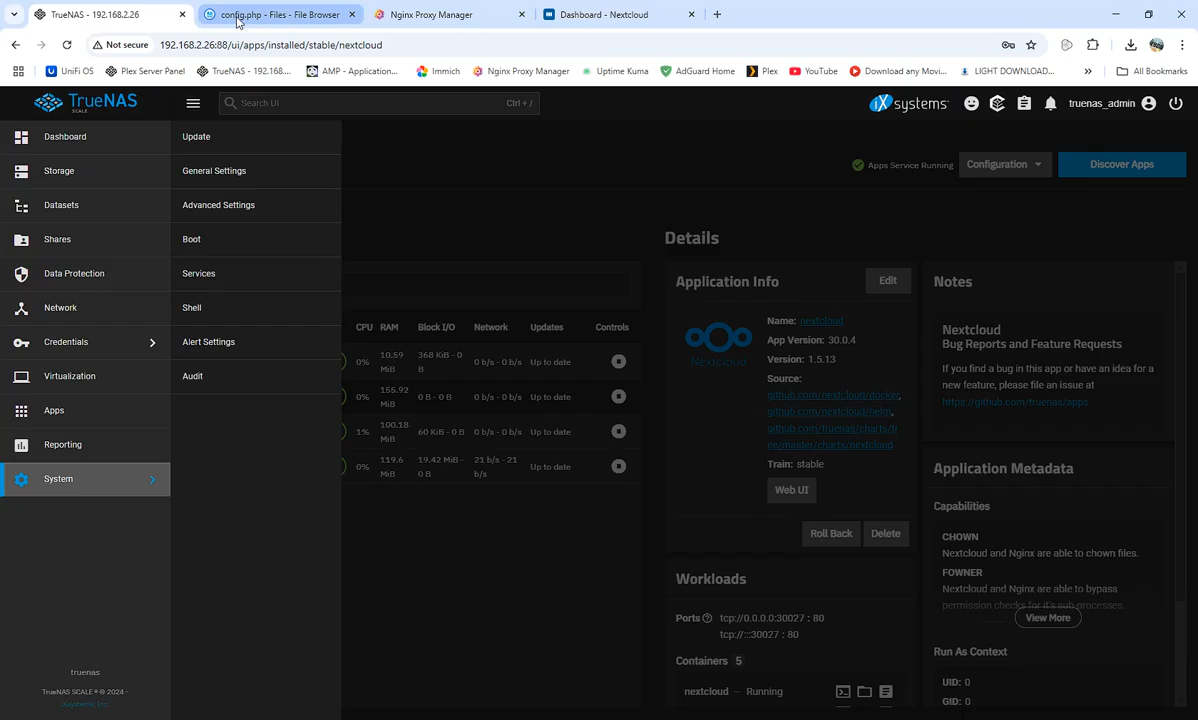 TrueNAS - 192.168.2.26
config.php - Files - File Browser
Nginx Proxy Manager
Dashboard - Nextcloud
Not secure
192.168.2.26:88/ui/apps/installed/stable/nextcloud
UniFi OS
Plex Server Panel
TrueNAS - 192.168....
AMP - Application...
Immich
Nginx Proxy Manager
Uptime Kuma
AdGuard Home
Plex
YouTube
Download any Movi...
LIGHT DOWNLOAD...
All Bookmarks
TrueNAS
SCALE
Search UI
Ctrl + /
iXsystems
truenas_admin
Dashboard
Storage
Datasets
Shares
Data Protection
Network
Credentials
Virtualization
Apps
Reporting
System
truenas
TrueNAS SCALE ® © 2024 -
iXsystems, Inc.
Update
General Settings
Advanced Settings
Boot
Services
Shell
Alert Settings
Audit
Apps Service Running
Configuration
Discover Apps
CPU RAM Block I/O Network Updates Controls
0% 10.59 MiB 368 KiB - 0 B 0 b/s - 0 b/s Up to date
0% 155.92 MiB 0 B - 0 B 0 b/s - 0 b/s Up to date
1% 100.18 MiB 60 KiB - 0 B 0 b/s - 0 b/s Up to date
0% 119.6 MiB 19.42 MiB - 0 B 21 b/s - 21 b/s Up to date
Details
Application Info
Edit
Nextcloud
Name: nextcloud
App Version: 30.0.4
Version: 1.5.13
Source:
github.com/nextcloud/docker,
github.com/nextcloud/helm,
github.com/truenas/charts/tr
ee/master/charts/nextcloud
Train: stable
Web UI
Roll Back
Delete
Workloads
Ports
tcp://0.0.0.0:30027 : 80
tcp://:::30027 : 80
Containers 5
nextcloud – Running
Notes
Nextcloud
Bug Reports and Feature Requests
If you find a bug in this app or have an idea for a
new feature, please file an issue at
https://github.com/truenas/apps
Application Metadata
Capabilities
CHOWN
Nextcloud and Nginx are able to chown files.
FOWNER
Nextcloud and Nginx are able to bypass
permission checks for it's sub-processes.
View More
Run As Context
UID: 0
GID: 0